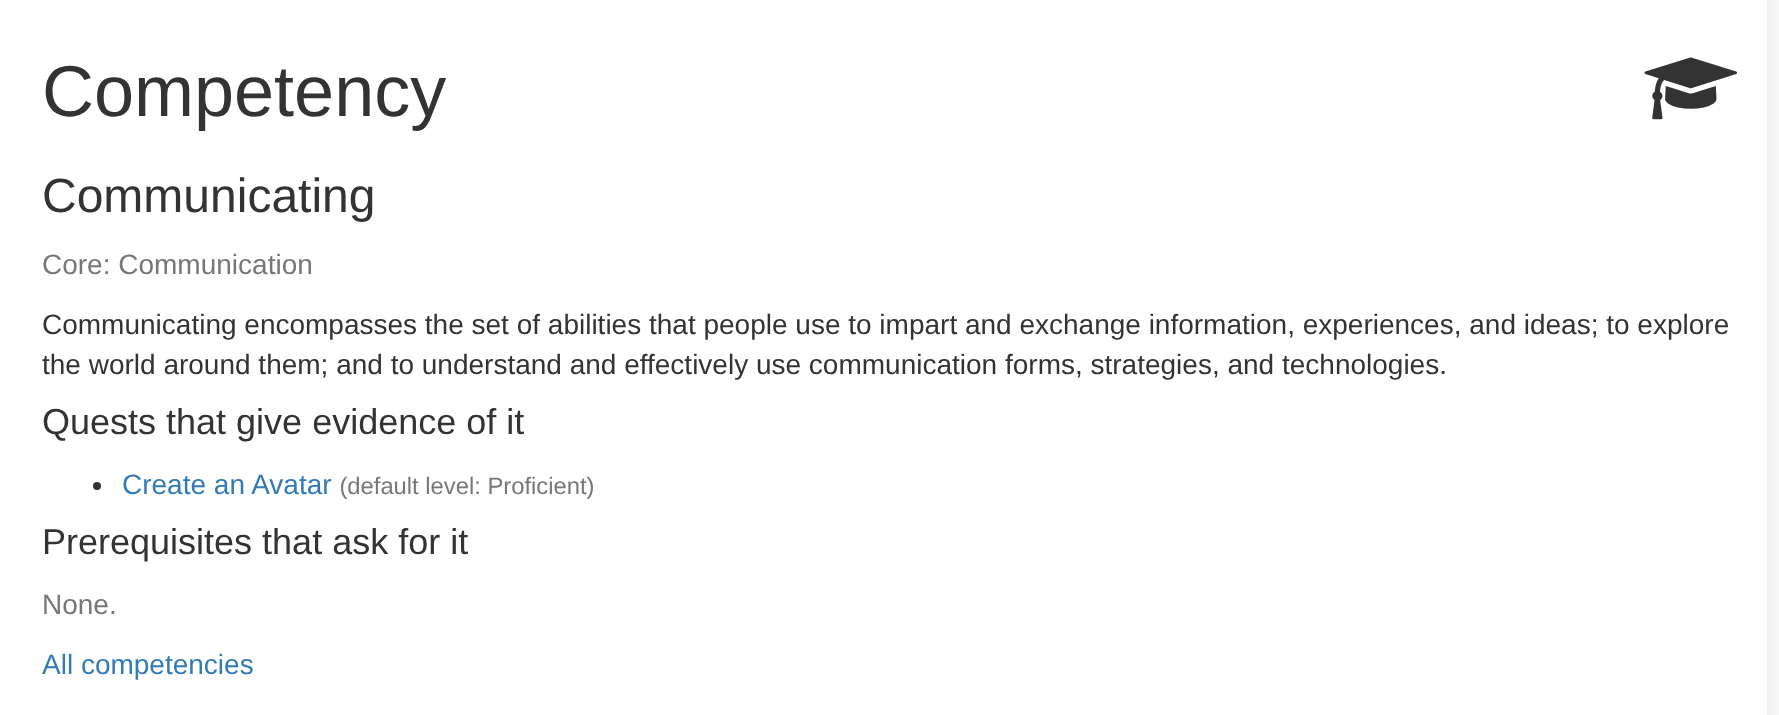 Competency
Communicating
Core: Communication
Communicating encompasses the set of abilities that people use to impart and exchange information, experiences, and ideas; to explore
the world around them; and to understand and effectively use communication forms, strategies, and technologies.
Quests that give evidence of it
• Create an Avatar (default level: Proficient)
Prerequisites that ask for it
None.
All competencies